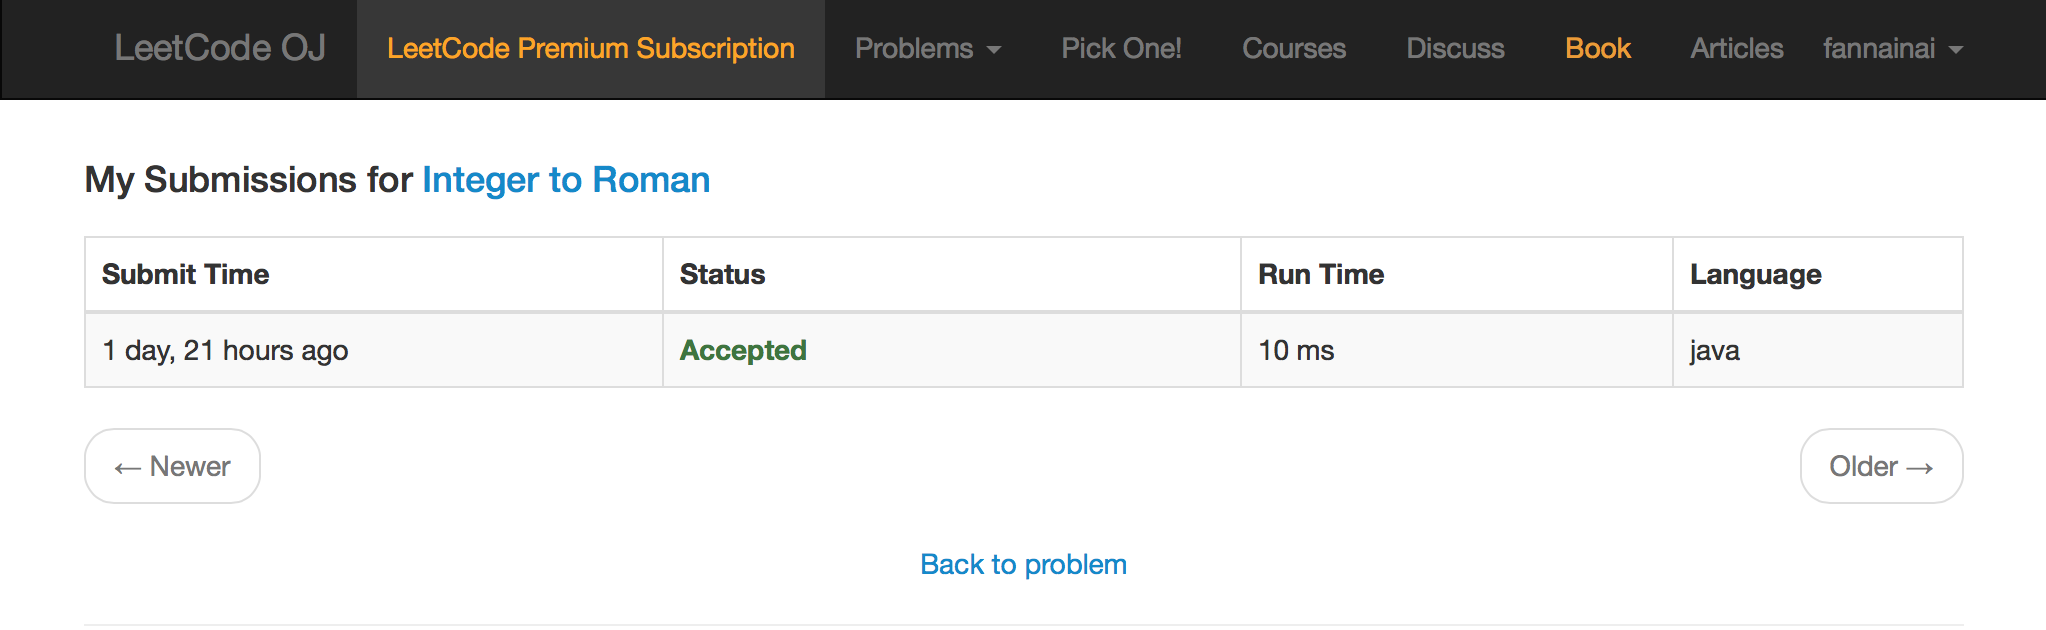 LeetCode OJ LeetCode Premium Subscription Problems Pick One! Courses Discuss Book Articles fannainai
My Submissions for Integer to Roman
Submit Time Status Run Time Language
1 day, 21 hours ago Accepted 10 ms java
← Newer Older →
Back to problem